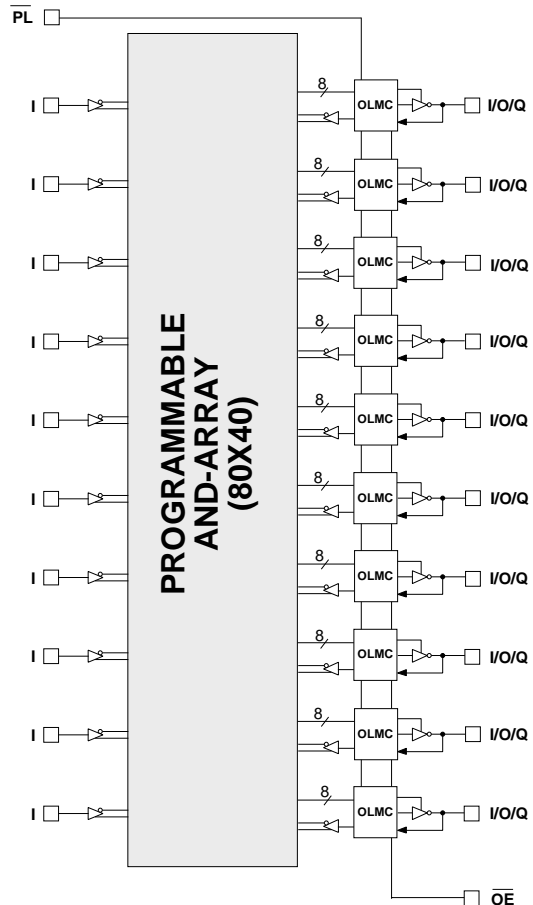 PL
8
OLMC
I
I/O/Q
8
OLMC
I
I/O/Q
8
OLMC
I
I/O/Q
8
OLMC
I
I/O/Q
8
OLMC
I
I/O/Q
8
OLMC
I
I/O/Q
8
OLMC
I
I/O/Q
8
OLMC
I
I/O/Q
8
OLMC
I
I/O/Q
8
OLMC
I
I/O/Q
PROGRAMMABLE
AND-ARRAY
(80X40)
OE